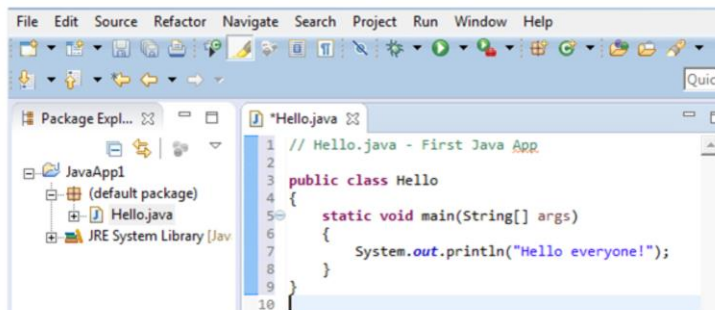 File Edit Source Refactor Navigate Search Project Run Window Help
Quic
Package Expl...
*Hello.java
JavaApp1
(default package)
Hello.java
JRE System Library [Jav
1 // Hello.java - First Java App
2
3 public class Hello
4 {
5 static void main(String[] args)
6 {
7 System.out.println("Hello everyone!");
8 }
9 }
10